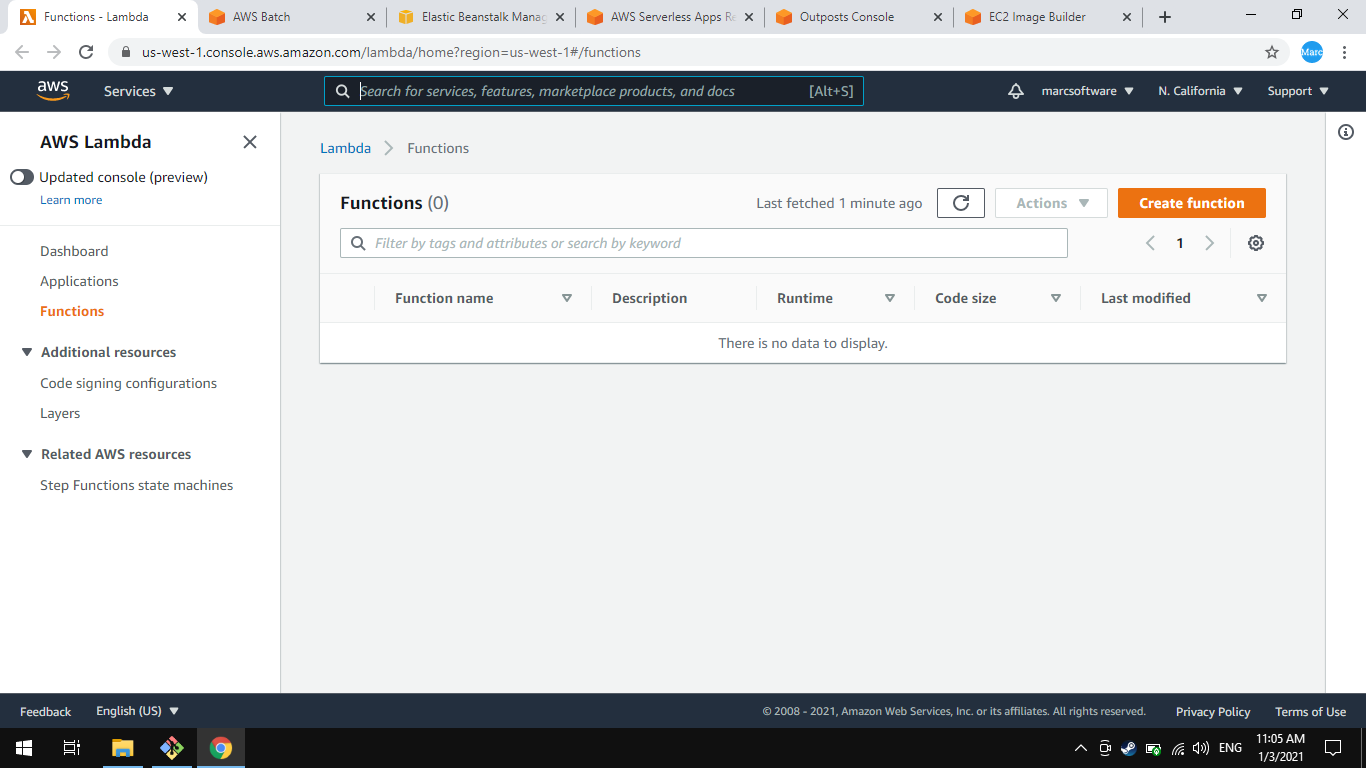 Functions - Lambda
AWS Batch
Elastic Beanstalk Manag
AWS Serverless Apps Re
Outposts Console
EC2 Image Builder
us-west-1.console.aws.amazon.com/lambda/home?region=us-west-1#/functions
Marc
aws
Services
Search for services, features, marketplace products, and docs [Alt+S]
marcsoftware
N. California
Support
AWS Lambda
Updated console (preview)
Learn more
Dashboard
Applications
Functions
Additional resources
Code signing configurations
Layers
Related AWS resources
Step Functions state machines
Lambda > Functions
Functions (0)
Last fetched 1 minute ago
Actions
Create function
Filter by tags and attributes or search by keyword
1
Function name Description Runtime Code size Last modified
There is no data to display.
Feedback
English (US)
© 2008 - 2021, Amazon Web Services, Inc. or its affiliates. All rights reserved.
Privacy Policy
Terms of Use
ENG
11:05 AM
1/3/2021